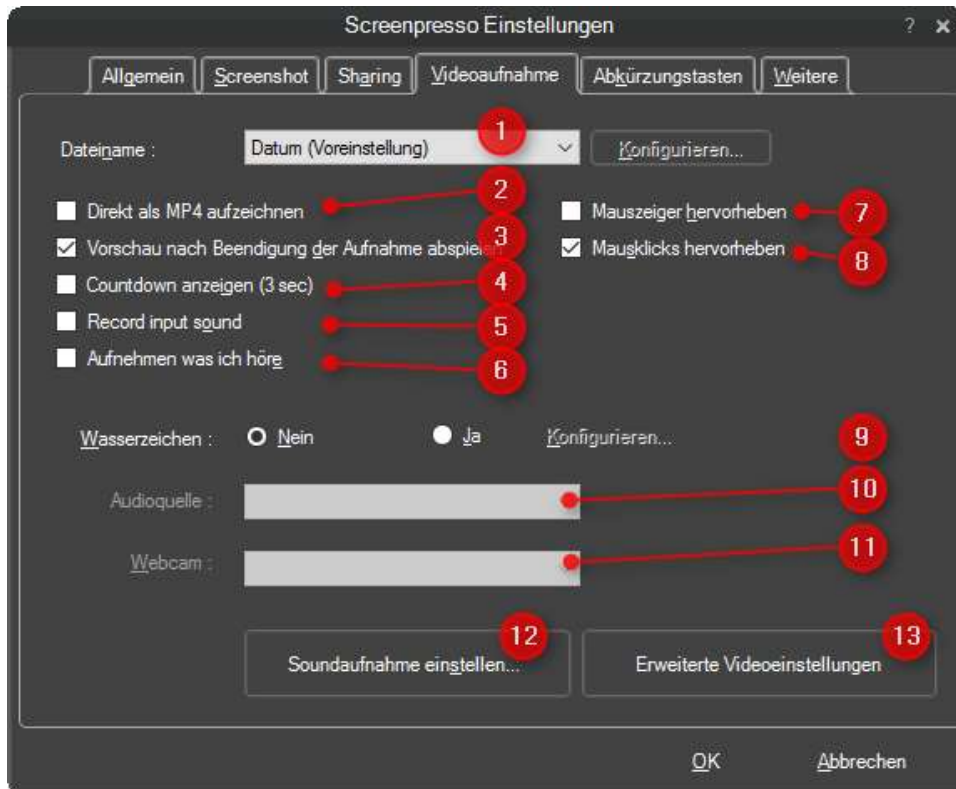 Screenpresso Einstellungen ? ×
Allgemein Screenshot Sharing Videoaufnahme Abkürzungstasten Weitere
1
Dateiname : Datum (Voreinstellung) Konfigurieren...
2
Direkt als MP4 aufzeichnen Mauszeiger hervorheben 7
Vorschau nach Beendigung der Aufnahme abspielen 3 Mausklicks hervorheben 8
Countdown anzeigen (3 sec) 4
Record input sound 5
Aufnehmen was ich höre 6
Wasserzeichen : Nein Ja Konfigurieren... 9
Audioquelle : 10
Webcam : 11
12 13
Soundaufnahme einstellen... Erweiterte Videoeinstellungen
OK Abbrechen